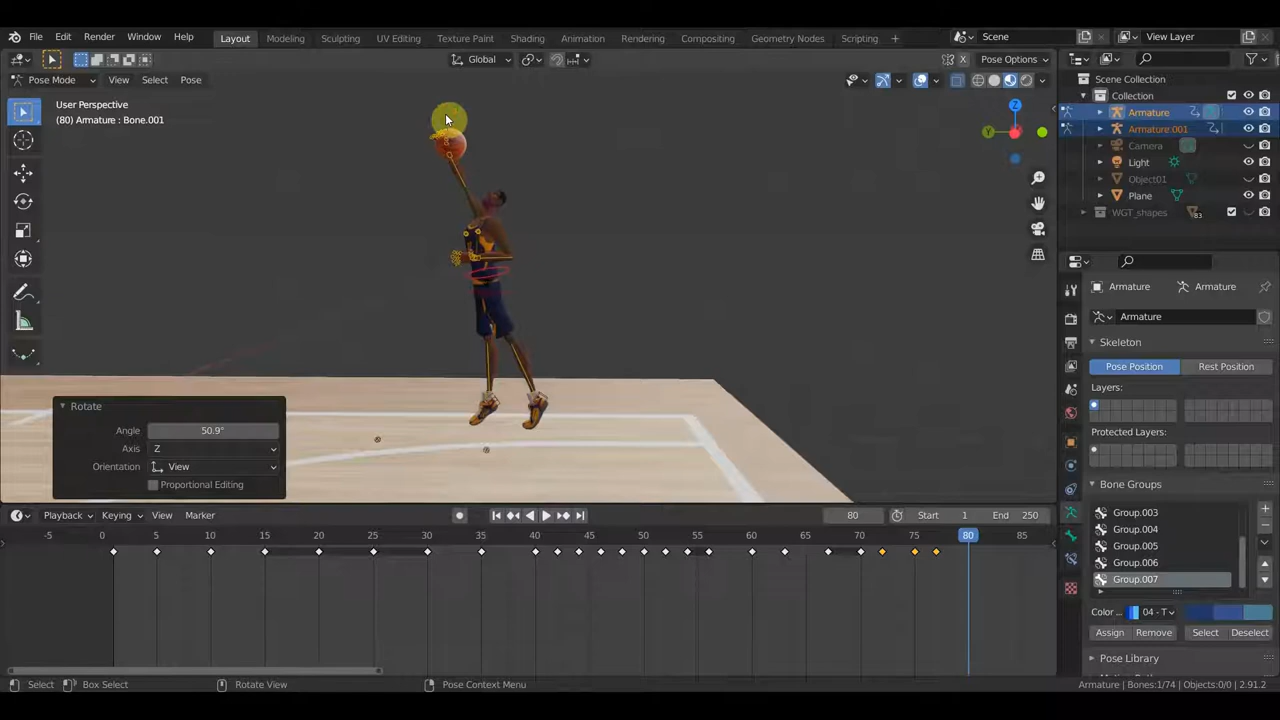 File Edit Render Window Help Layout Modeling Sculpting UV Editing Texture Paint Shading Animation Rendering Compositing Geometry Nodes Scripting + Scene View Layer
Global Pose Options
Pose Mode View Select Pose
User Perspective
(80) Armature : Bone.001
Z
Y
Scene Collection
Collection
Armature
Armature.001
Camera
Light
Object01
Plane
WGT_shapes 83
Armature Armature
Armature
Skeleton
Pose Position Rest Position
Layers:
Protected Layers:
Bone Groups
Group.003
Group.004
Group.005
Group.006
Group.007
Color ... 04 - T
Assign Remove Select Deselect
Pose Library
Rotate
Angle 50.9°
Axis Z
Orientation View
Proportional Editing
Playback Keying View Marker 80 Start 1 End 250
-5 0 5 10 15 20 25 30 35 40 45 50 55 60 65 70 75 80 85
Select Box Select Rotate View Pose Context Menu Armature | Bones:1/74 | Objects:0/0 | 2.91.2